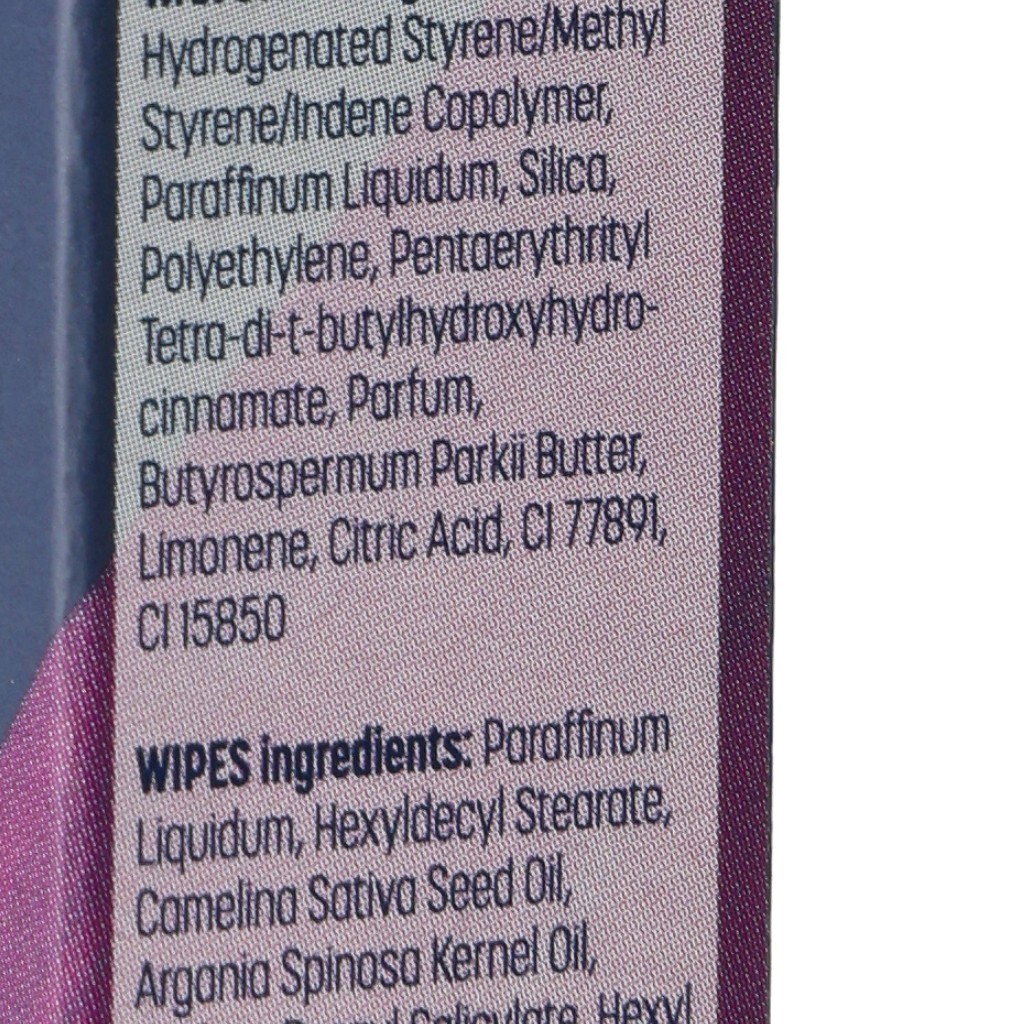 Hydrogenated Styrene/Methyl
Styrene/Indene Copolymer,
Paraffinum Liquidum, Silica,
Polyethylene, Pentaerythrityl
Tetra-di-t-butylhydroxyhydro-
cinnamate, Parfum,
Butyrospermum Parkii Butter,
Limonene, Citric Acid, CI 77891,
CI 15850
WIPES ingredients: Paraffinum
Liquidum, Hexyldecyl Stearate,
Camelina Sativa Seed Oil,
Argania Spinosa Kernel Oil,
Salicylate, Hexyl